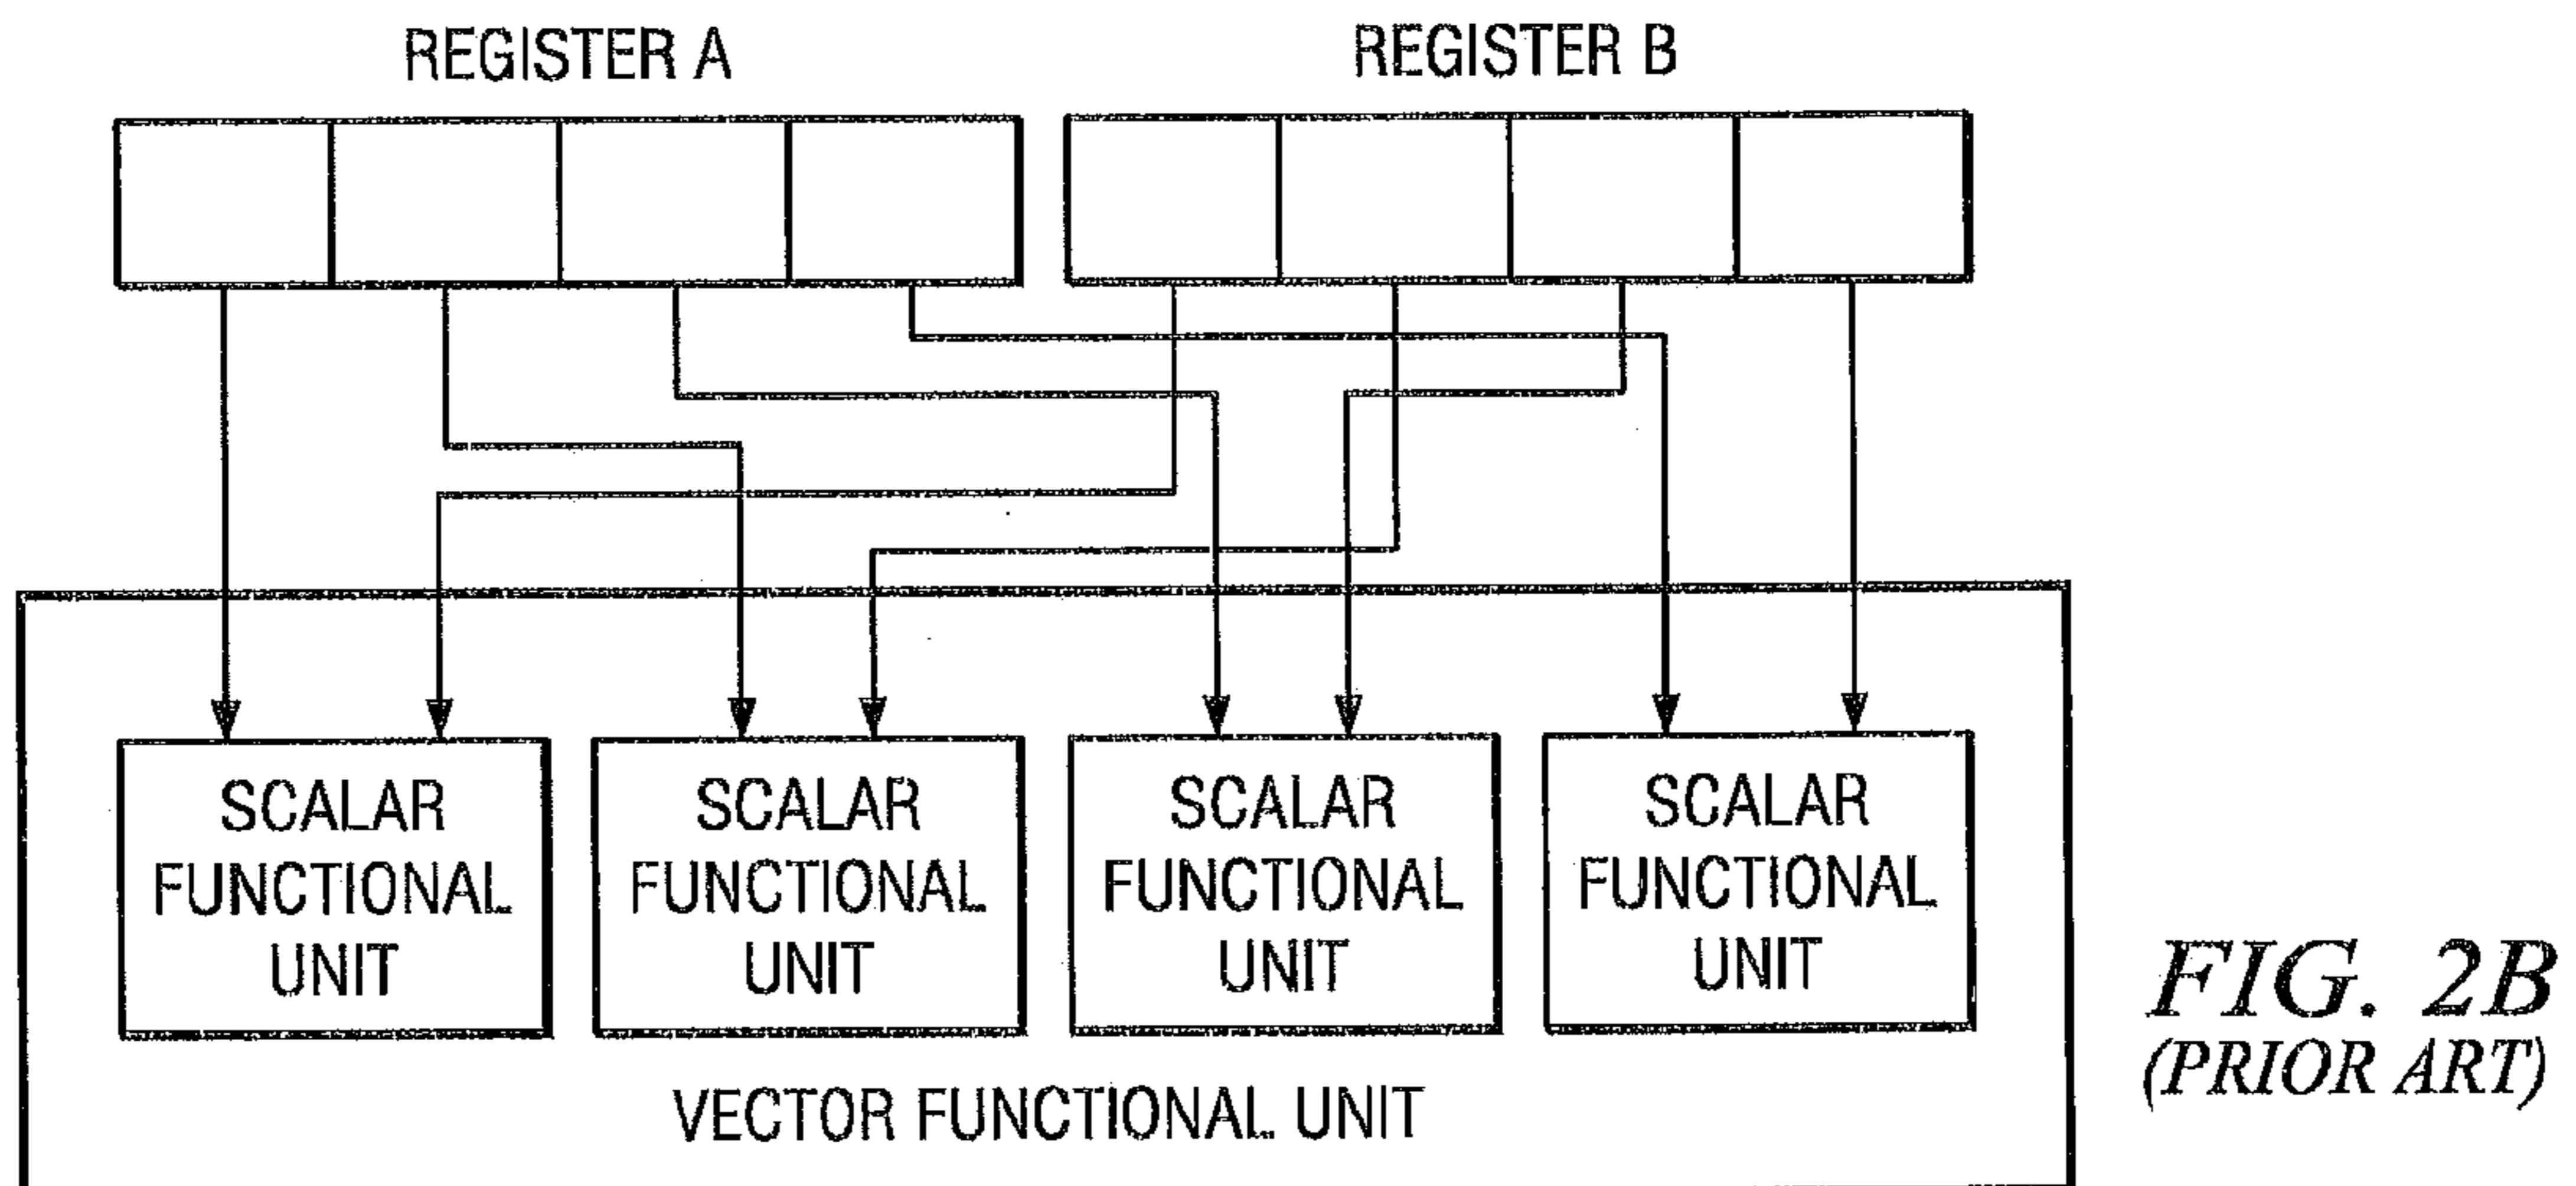 REGISTER A
REGISTER B
SCALAR
FUNCTIONAL
UNIT
SCALAR
FUNCTIONAL
UNIT
SCALAR
FUNCTIONAL
UNIT
SCALAR
FUNCTIONAL
UNIT
VECTOR FUNCTIONAL UNIT
FIG. 2B
(PRIOR ART)